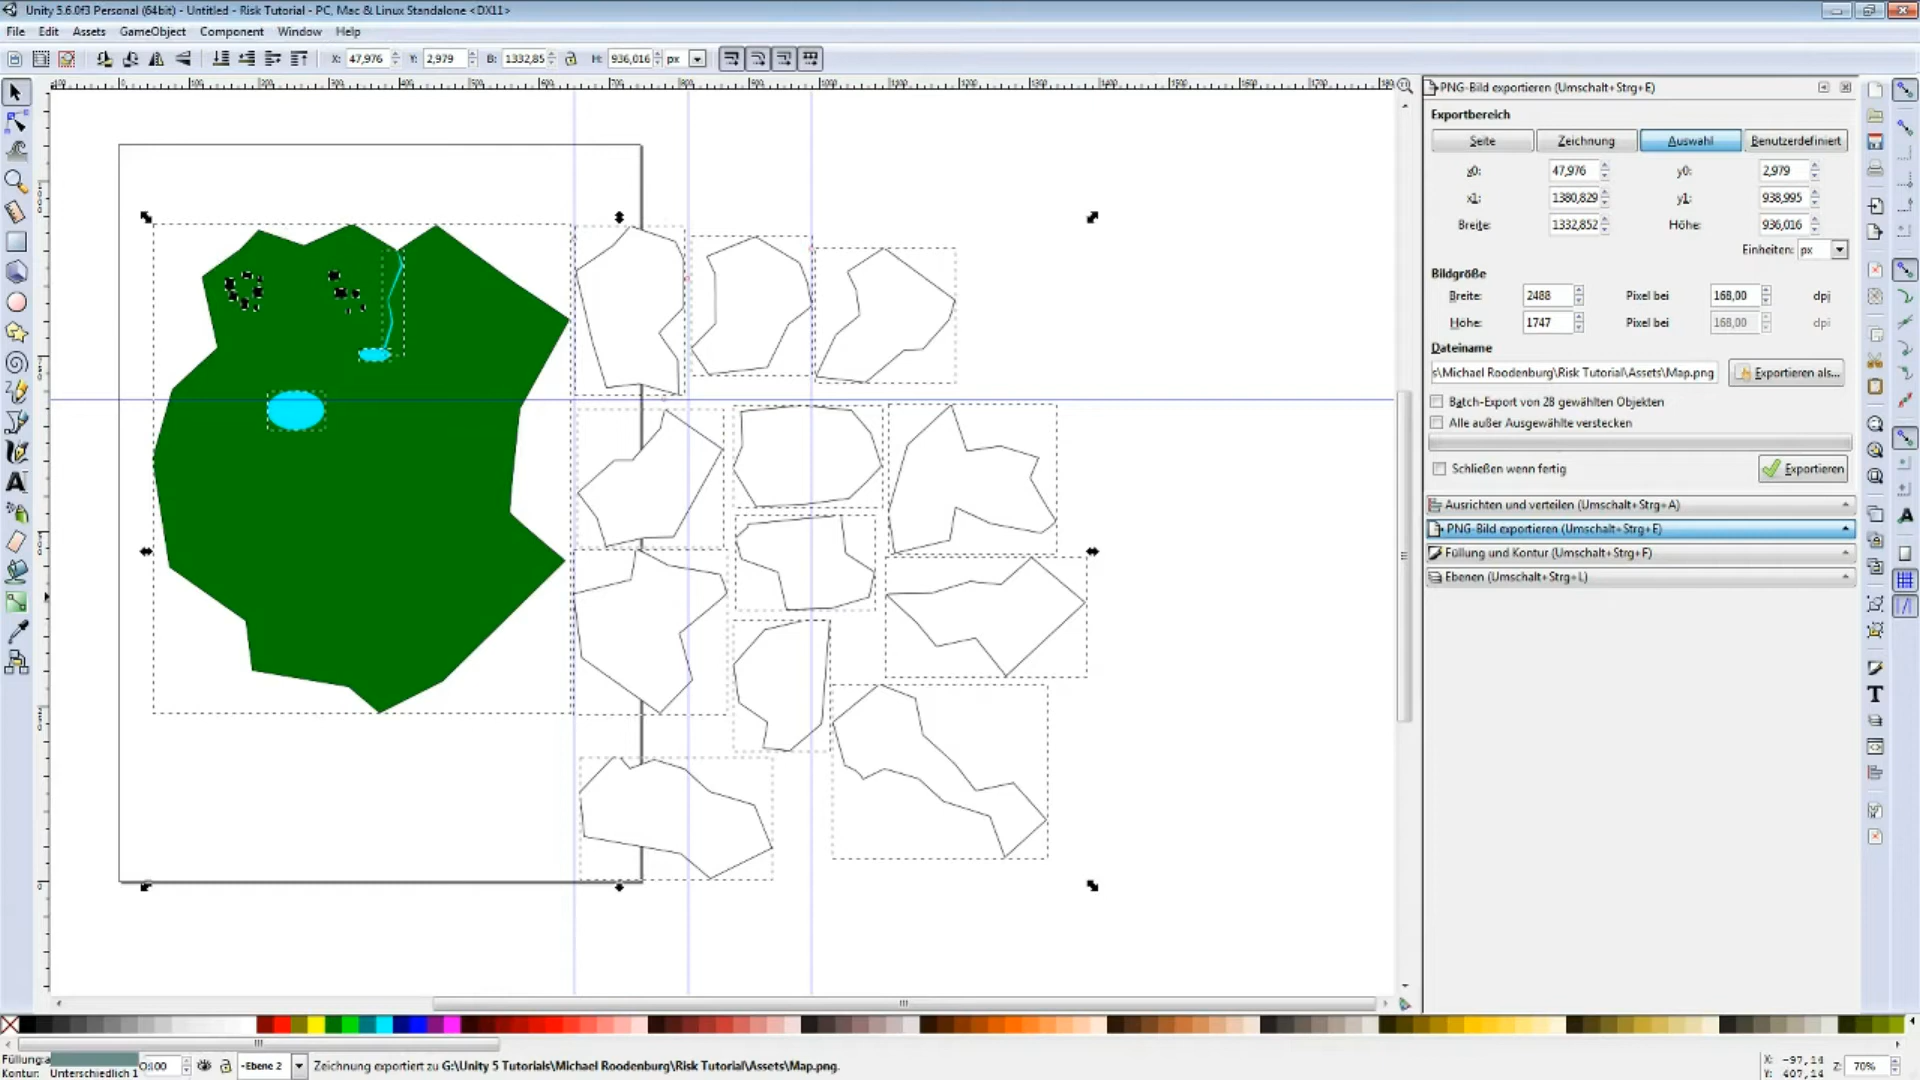 Unity 5.6.0f3 Personal (64bit) - Untitled - Risk Tutorial - PC, Mac & Linux Standalone <DX11>
File Edit Assets GameObject Component Window Help
X: 47,976 Y: 2,979 B: 1332,85 H: 936,016 px
PNG-Bild exportieren (Umschalt+Strg+E)
Exportbereich
Seite Zeichnung Auswahl Benutzerdefiniert
x0: 47,976 y0: 2,979
x1: 1380,829 y1: 938,995
Breite: 1332,852 Höhe: 936,016
Einheiten: px
Bildgröße
Breite: 2488 Pixel bei 168,00 dpi
Höhe: 1747 Pixel bei 168,00 dpi
Dateiname
s\Michael Roodenburg\Risk Tutorial\Assets\Map.png Exportieren als...
Batch-Export von 28 gewählten Objekten
Alle außer Ausgewählte verstecken
Schließen wenn fertig Exportieren
Ausrichten und verteilen (Umschalt+Strg+A)
PNG-Bild exportieren (Umschalt+Strg+E)
Füllung und Kontur (Umschalt+Strg+F)
Ebenen (Umschalt+Strg+L)
Füllung:
Kontur: Unterschiedlich 1
O:100 -Ebene 2 Zeichnung exportiert zu G:\Unity 5 Tutorials\Michael Roodenburg\Risk Tutorial\Assets\Map.png.
X: -97,14
Y: 407,14
Z: 70%